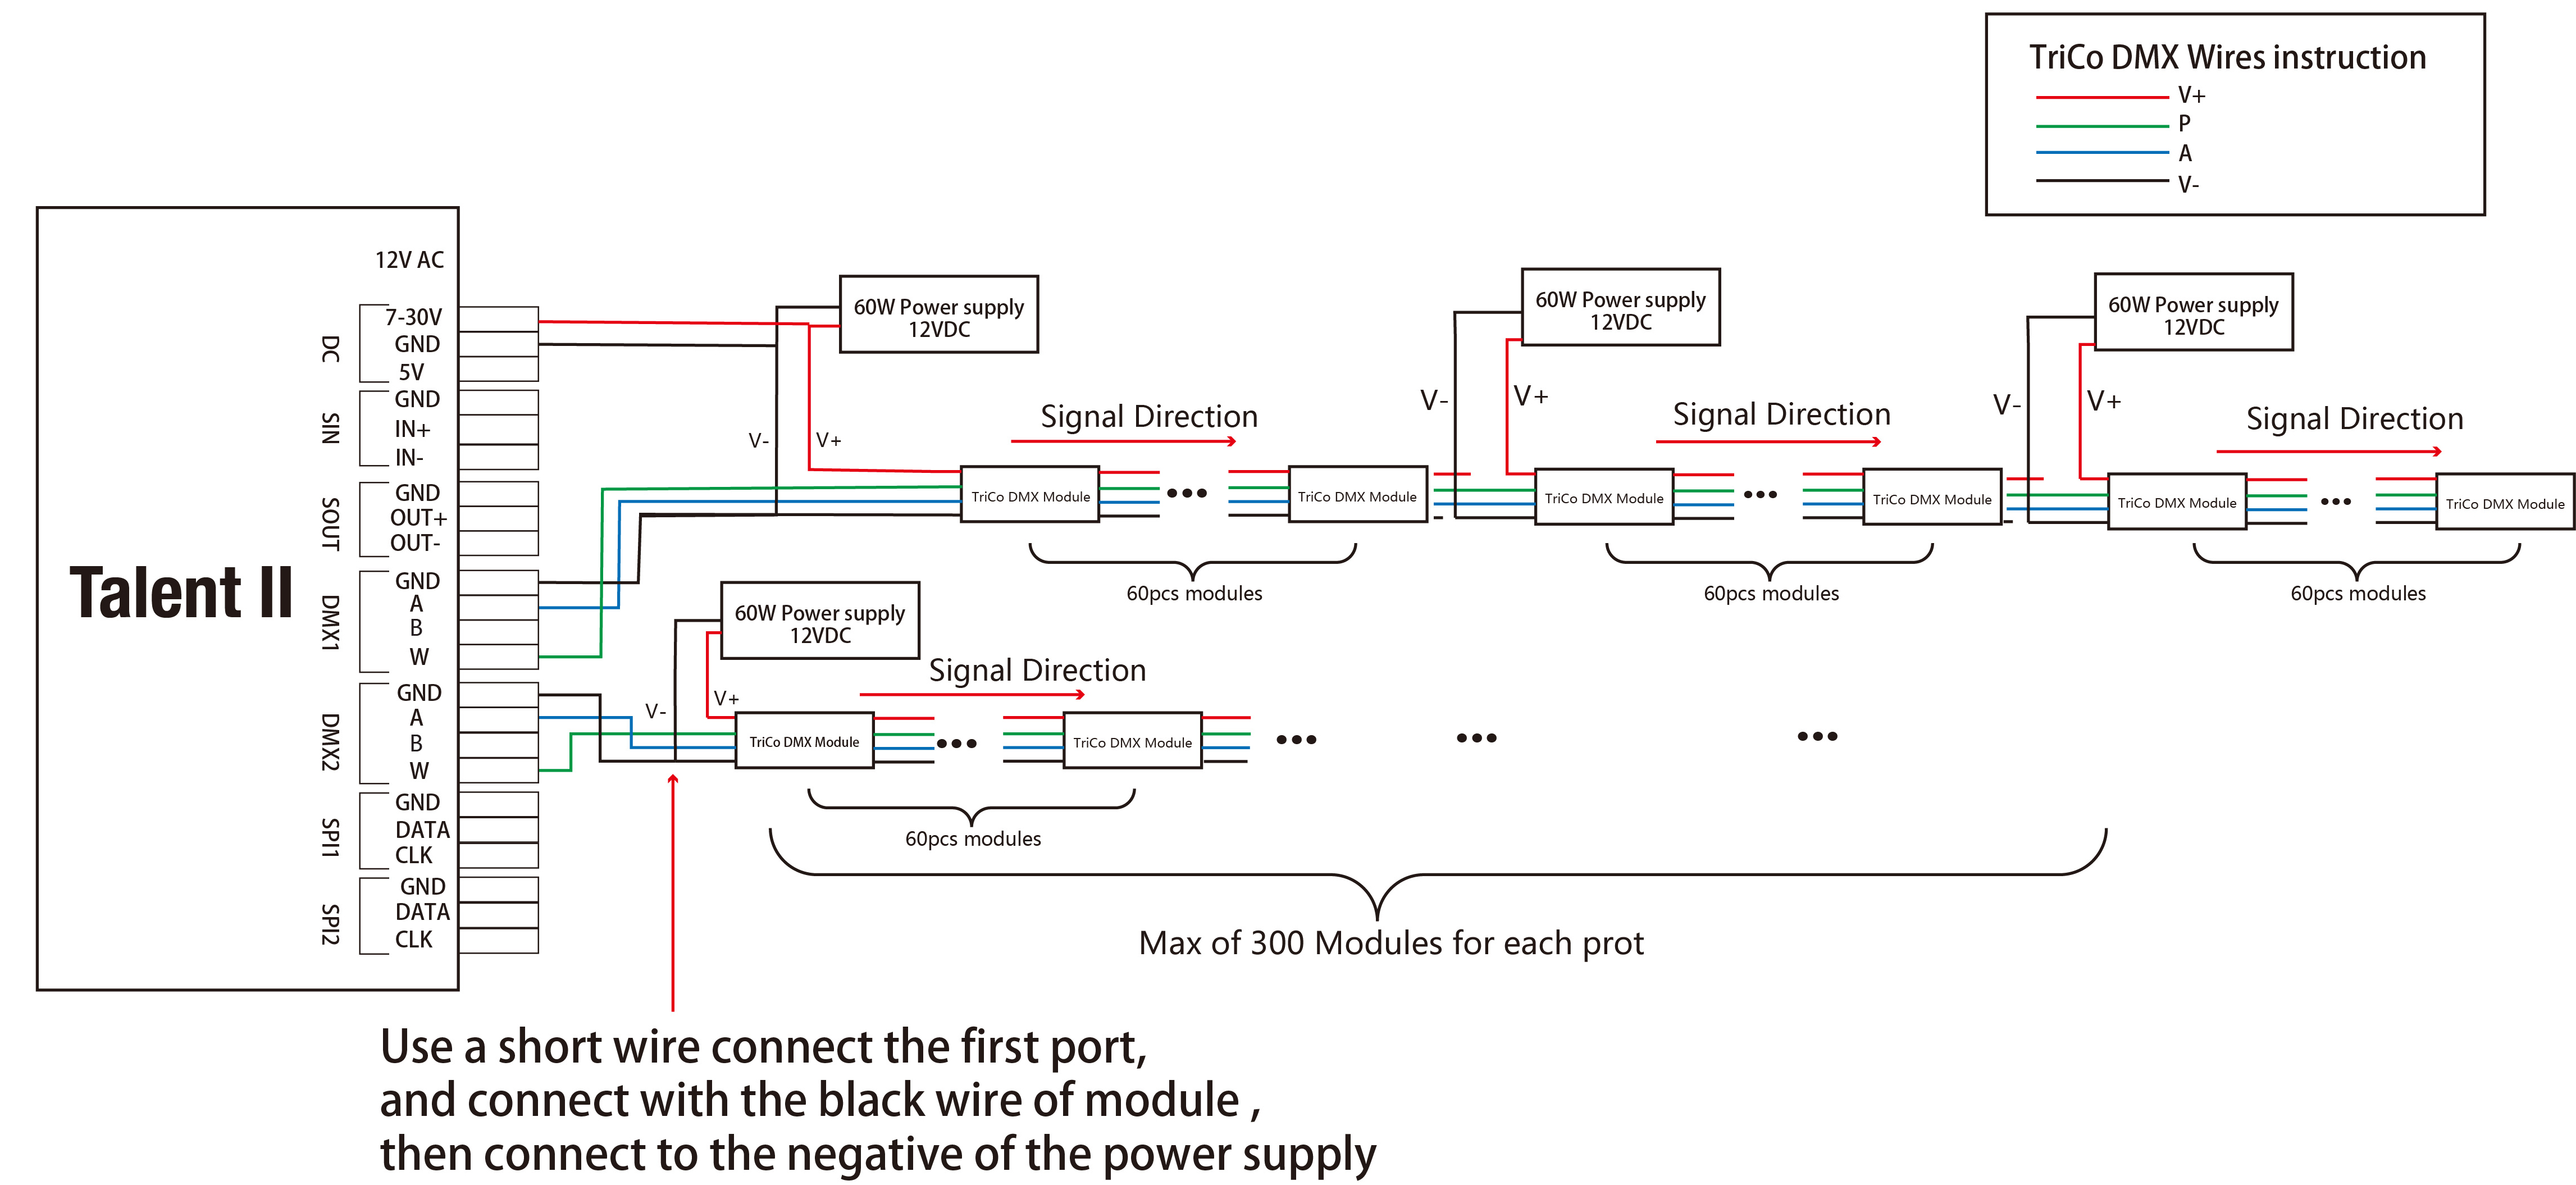 TriCo DMX Wires instruction
V+
P
A
V-
Talent II
12V AC
DC
7-30V
GND
5V
SIN
GND
IN+
IN-
SOUT
GND
OUT+
OUT-
DMX1
GND
A
B
W
DMX2
GND
A
B
W
SPI1
GND
DATA
CLK
SPI2
GND
DATA
CLK
60W Power supply
12VDC
V-
V+
Signal Direction
TriCo DMX Module
TriCo DMX Module
60pcs modules
60W Power supply
12VDC
V-
V+
Signal Direction
TriCo DMX Module
TriCo DMX Module
60pcs modules
60W Power supply
12VDC
V-
V+
Signal Direction
TriCo DMX Module
TriCo DMX Module
60pcs modules
60W Power supply
12VDC
V-
V+
Signal Direction
TriCo DMX Module
TriCo DMX Module
60pcs modules
Max of 300 Modules for each prot
Use a short wire connect the first port,
and connect with the black wire of module ,
then connect to the negative of the power supply